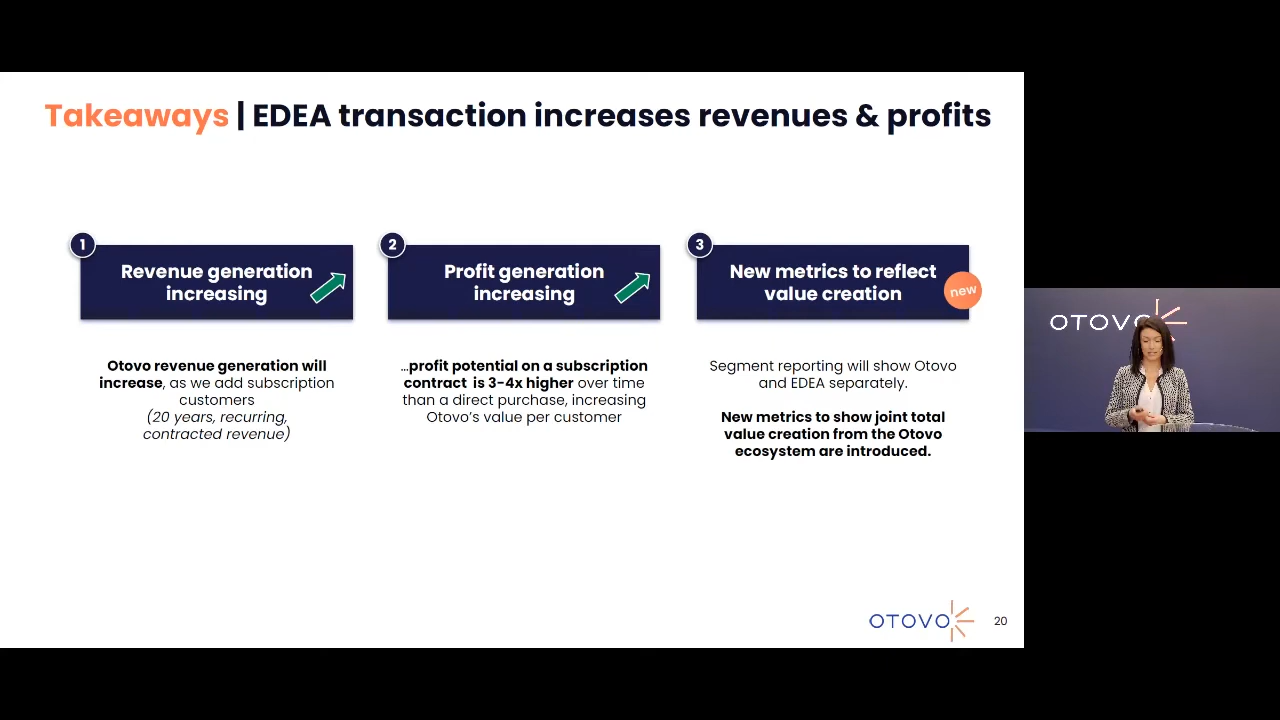 Takeaways | EDEA transaction increases revenues & profits
1
Revenue generation
increasing
Otovo revenue generation will
increase, as we add subscription
customers
(20 years, recurring,
contracted revenue)
2
Profit generation
increasing
…profit potential on a subscription
contract is 3-4x higher over time
than a direct purchase, increasing
Otovo's value per customer
3
New metrics to reflect
value creation
new
Segment reporting will show Otovo
and EDEA separately.
New metrics to show joint total
value creation from the Otovo
ecosystem are introduced.
OTOVO
20
OTOVO